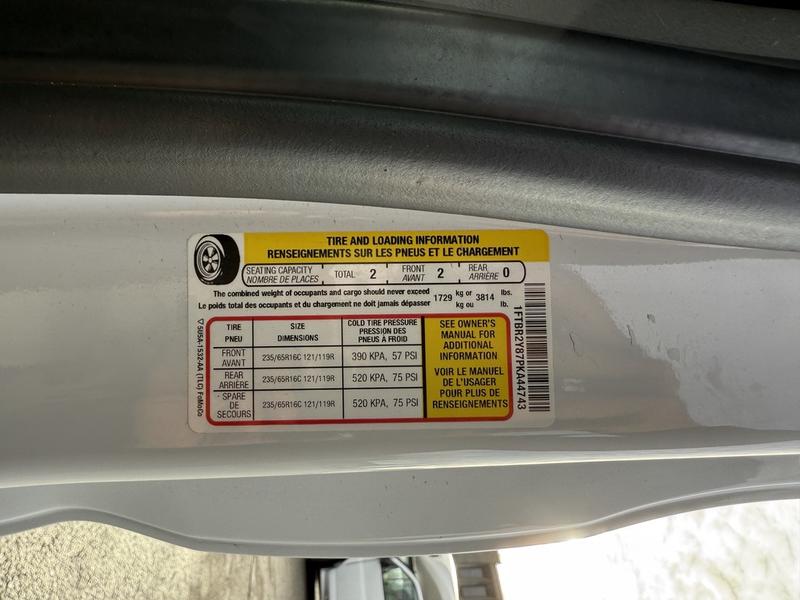 TIRE AND LOADING INFORMATION
RENSEIGNEMENTS SUR LES PNEUS ET LE CHARGEMENT
SEATING CAPACITY NOMBRE DE PLACES TOTAL 2 FRONT AVANT 2 REAR ARRIÈRE 0
The combined weight of occupants and cargo should never exceed 1729 kg or 3814 lbs.
Le poids total des occupants et du chargement ne doit jamais dépasser kg ou lb.
TIRE PNEU SIZE DIMENSIONS COLD TIRE PRESSURE PRESSION DES PNEUS À FROID
FRONT AVANT 235/65R16C 121/119R 390 KPA, 57 PSI
REAR ARRIÈRE 235/65R16C 121/119R 520 KPA, 75 PSI
SPARE DE SECOURS 235/65R16C 121/119R 520 KPA, 75 PSI
SEE OWNER'S
MANUAL FOR
ADDITIONAL
INFORMATION
VOIR LE MANUEL
DE L'USAGER
POUR PLUS DE
RENSEIGNEMENTS
5U5A-1532-AA (TLG) FoMoCo
1FTBR2Y87PKA44743